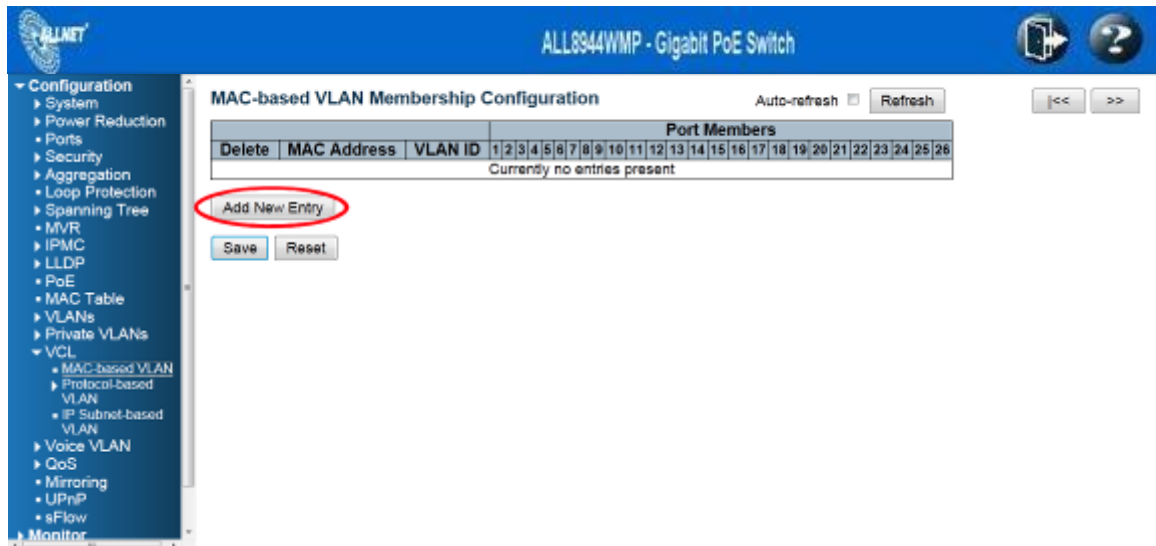 ALLNET
ALL8944WMP - Gigabit PoE Switch
?
Configuration
System
Power Reduction
Ports
Security
Aggregation
Loop Protection
Spanning Tree
MVR
IPMC
LLDP
PoE
MAC Table
VLANs
Private VLANs
VCL
MAC-based VLAN
Protocol-based
VLAN
IP Subnet-based
VLAN
Voice VLAN
QoS
Mirroring
UPnP
sFlow
Monitor
MAC-based VLAN Membership Configuration
Auto-refresh Refresh |<< >>
Port Members
Delete MAC Address VLAN ID 1 2 3 4 5 6 7 8 9 10 11 12 13 14 15 16 17 18 19 20 21 22 23 24 25 26
Currently no entries present
Add New Entry
Save Reset